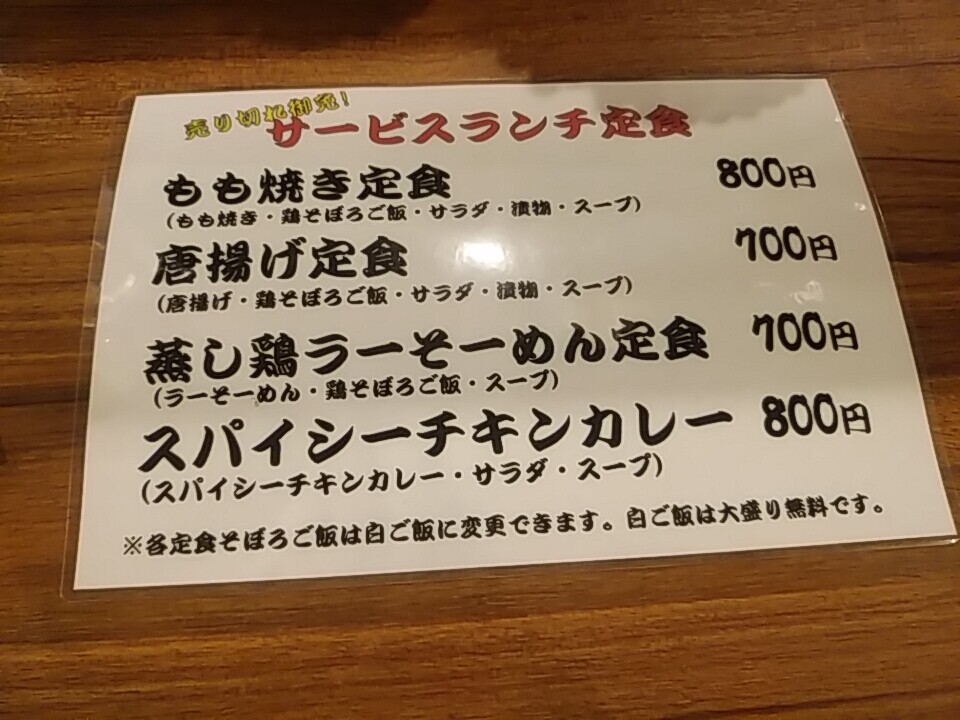 売り切れ御免!
サービスランチ定食
もも焼き定食 800円
(もも焼き・鶏そぼろご飯・サラダ・漬物・スープ)
唐揚げ定食 700円
(唐揚げ・鶏そぼろご飯・サラダ・漬物・スープ)
蒸し鶏ラーそーめん定食 700円
(ラーそーめん・鶏そぼろご飯・スープ)
スパイシーチキンカレー 800円
(スパイシーチキンカレー・サラダ・スープ)
※各定食そぼろご飯は白ご飯に変更できます。白ご飯は大盛り無料です。